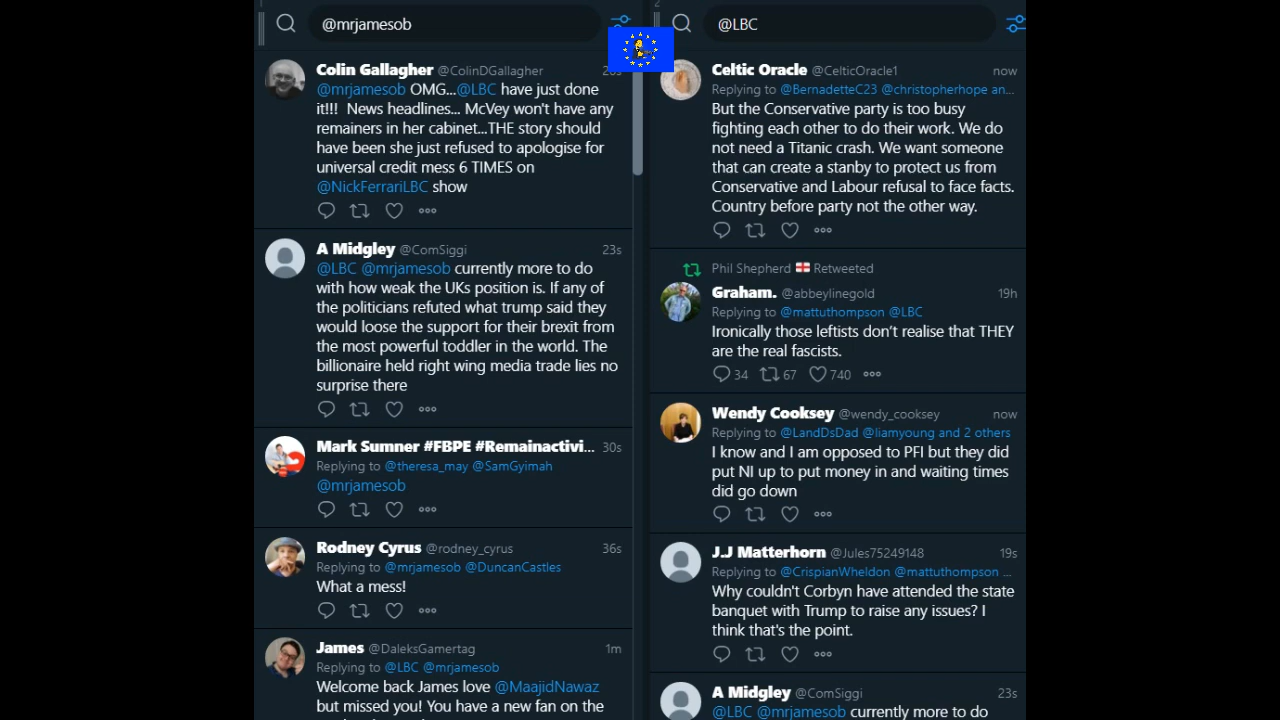 1
@mrjamesob
Colin Gallagher @ColinDGallagher
@mrjamesob OMG...@LBC have just done
it!!! News headlines... McVey won't have any
remainers in her cabinet...THE story should
have been she just refused to apologise for
universal credit mess 6 TIMES on
@NickFerrariLBC show
A Midgley @ComSiggi 23s
@LBC @mrjamesob currently more to do
with how weak the UKs position is. If any of
the politicians refuted what trump said they
would loose the support for their brexit from
the most powerful toddler in the world. The
billionaire held right wing media trade lies no
surprise there
Mark Sumner #FBPE #Remainactivi... 30s
Replying to @theresa_may @SamGyimah
@mrjamesob
Rodney Cyrus @rodney_cyrus 36s
Replying to @mrjamesob @DuncanCastles
What a mess!
James @DaleksGamertag 1m
Replying to @LBC @mrjamesob
Welcome back James love @MaajidNawaz
but missed you! You have a new fan on the
2
@LBC
Celtic Oracle @CelticOracle1 now
Replying to @BernadetteC23 @christopherhope an...
But the Conservative party is too busy
fighting each other to do their work. We do
not need a Titanic crash. We want someone
that can create a stanby to protect us from
Conservative and Labour refusal to face facts.
Country before party not the other way.
Phil Shepherd 🏴󠁧󠁢󠁥󠁮󠁧󠁿 Retweeted
Graham. @abbeylinegold 19h
Replying to @mattuthompson @LBC
Ironically those leftists don't realise that THEY
are the real fascists.
34 67 740
Wendy Cooksey @wendy_cooksey now
Replying to @LandDsDad @liamyoung and 2 others
I know and I am opposed to PFI but they did
put NI up to put money in and waiting times
did go down
J.J Matterhorn @Jules75249148 19s
Replying to @CrispianWheldon @mattuthompson ...
Why couldn't Corbyn have attended the state
banquet with Trump to raise any issues? I
think that's the point.
A Midgley @ComSiggi 23s
@LBC @mrjamesob currently more to do